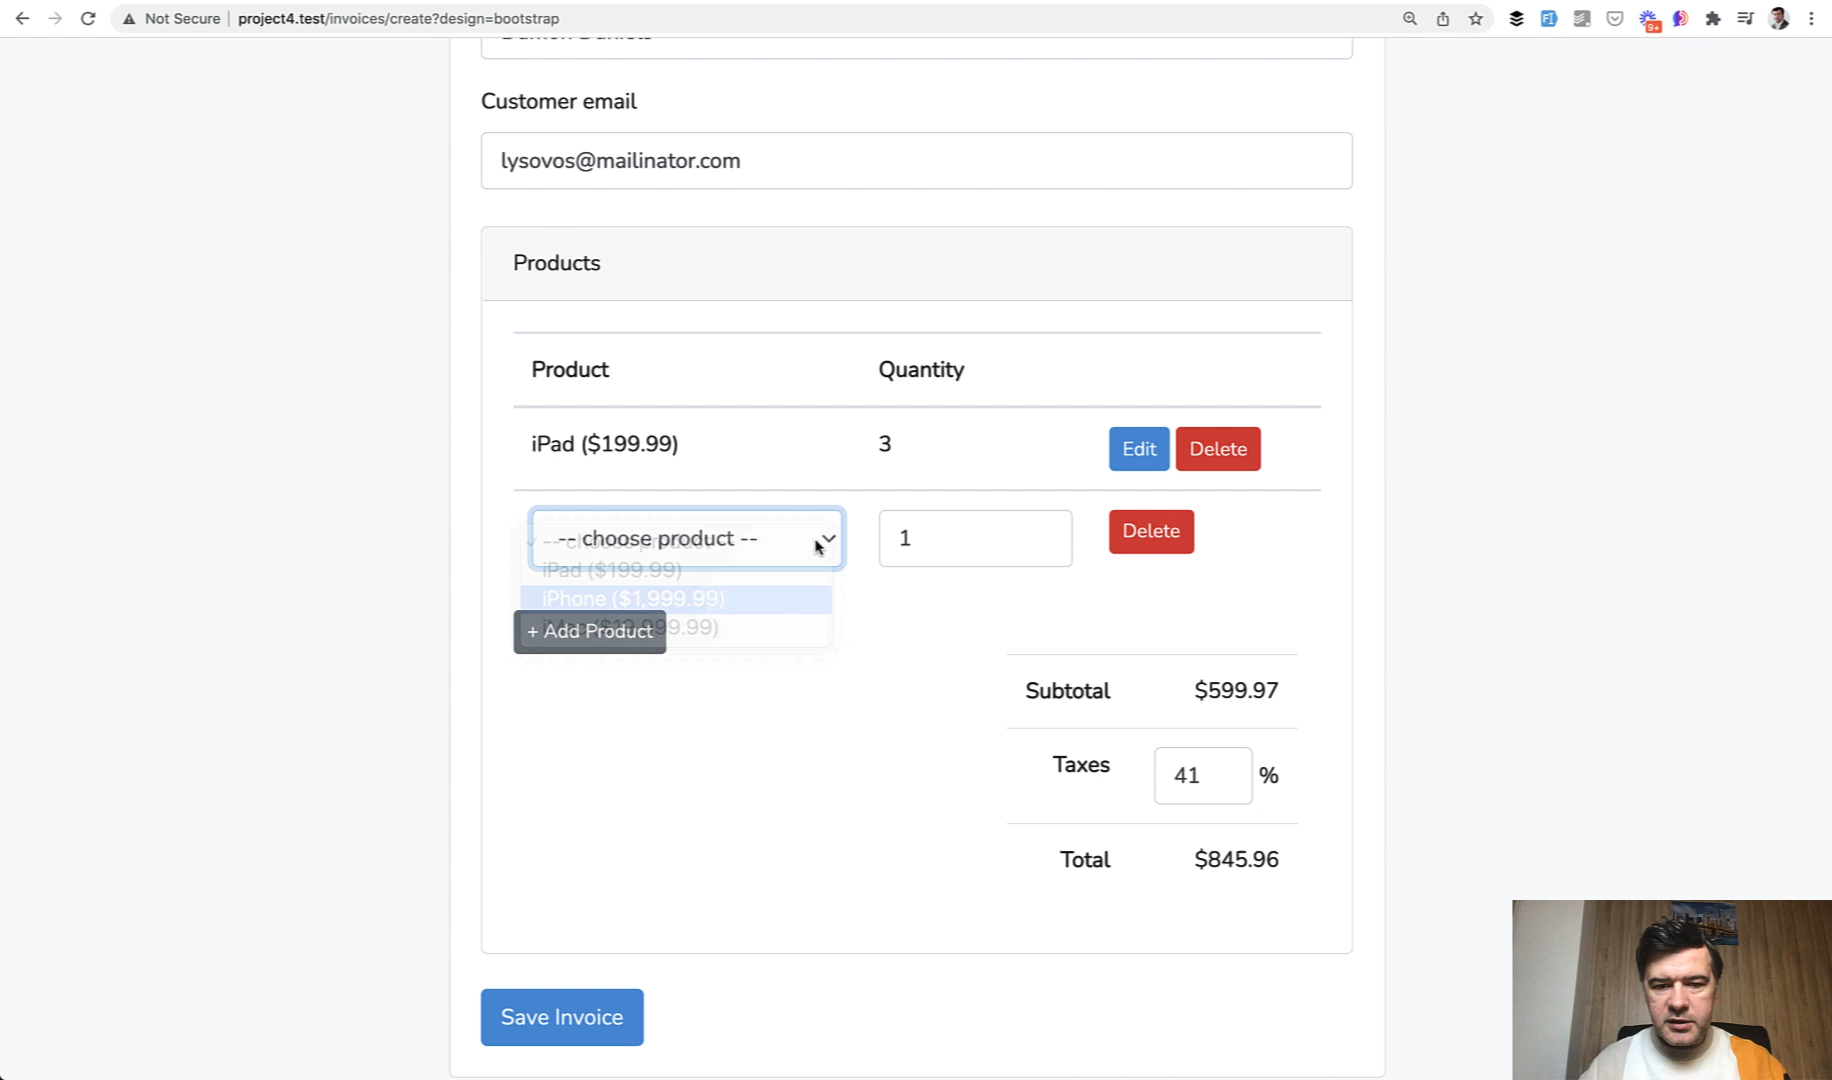 Not Secure | project4.test/invoices/create?design=bootstrap
9+
Customer email
lysovos@mailinator.com
Products
Product Quantity
iPad ($199.99) 3 Edit Delete
-- choose product -- 1 Delete
iPad ($199.99)
iPhone ($1,999.99)
+ Add Product
Subtotal $599.97
Taxes 41 %
Total $845.96
Save Invoice